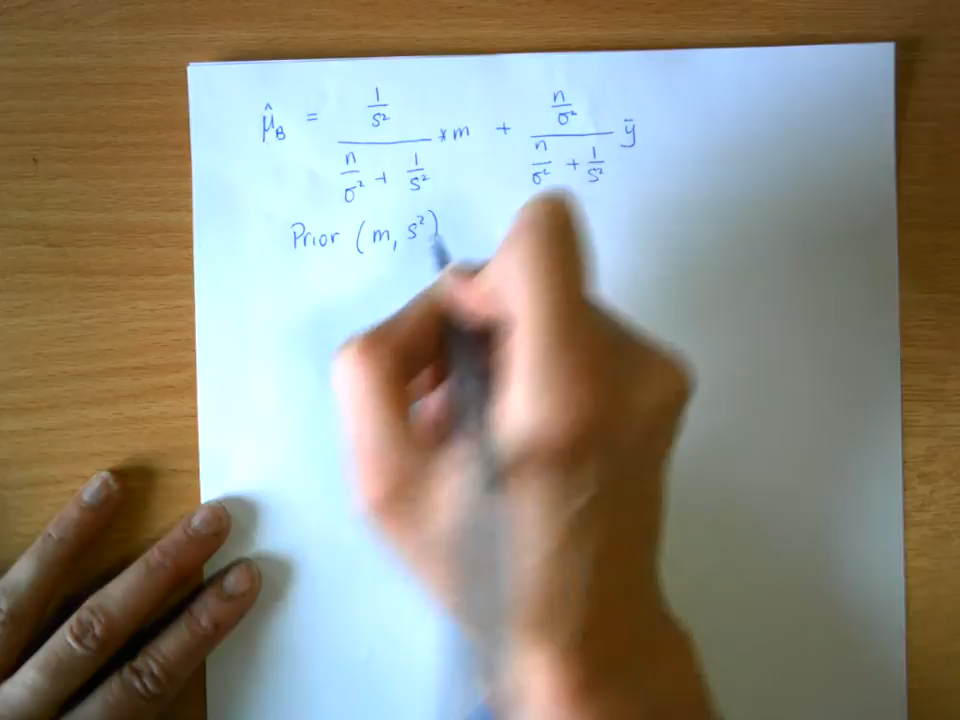 μ̂_B = (1/s²)/(n/σ² + 1/s²) * m + (n/σ²)/(n/σ² + 1/s²) ȳ
Prior (m, s²)